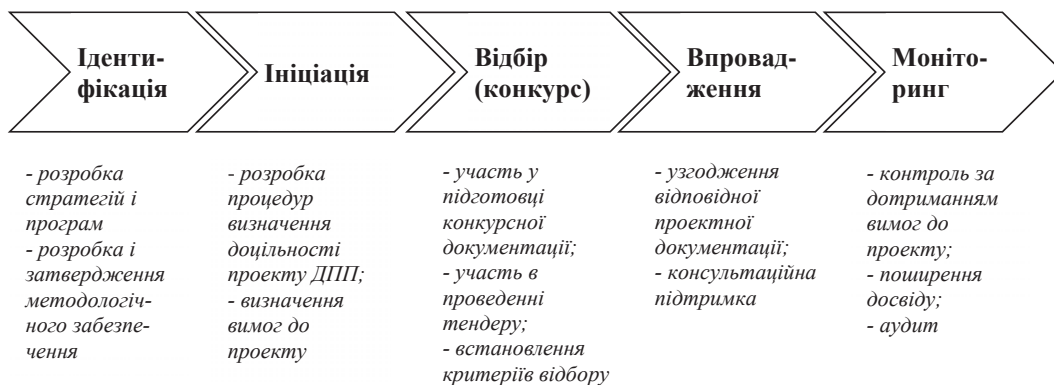 Іденти-
фікація
Ініціація
Відбір
(конкурс)
Впровад-
ження
Моніто-
ринг
- розробка
стратегій і
програм
- розробка і
затвердження
методологіч-
ного забезпе-
чення
- розробка
процедур
визначення
доцільності
проекту ДПП;
- визначення
вимог до
проекту
- участь у
підготовці
конкурсної
документації;
- участь в
проведенні
тендеру;
- встановлення
критеріїв відбору
- узгодження
відповідної
проектної
документації;
- консультаційна
підтримка
- контроль за
дотриманням
вимог до
проекту;
- поширення
досвіду;
- аудит